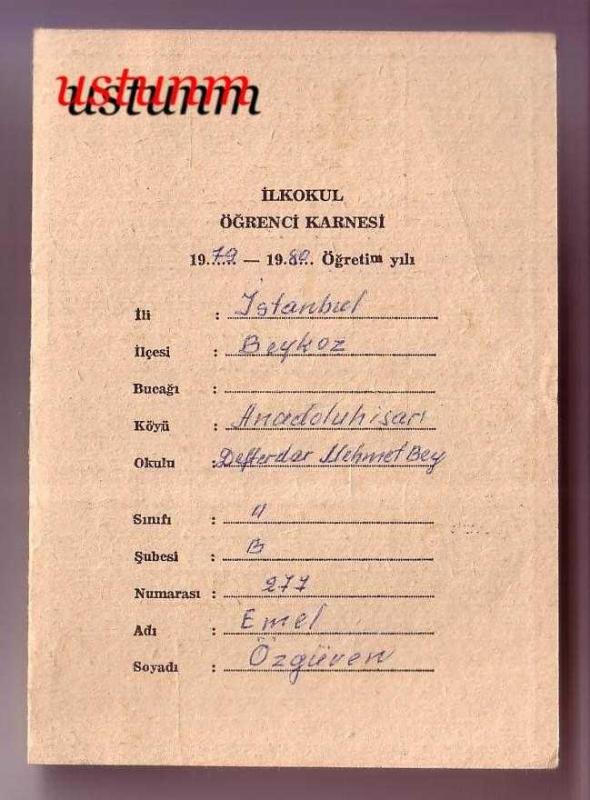 ustunm
İLKOKUL
ÖĞRENCİ KARNESİ
19.79.. — 19.80.. Öğretim yılı
İli : İstanbul
İlçesi : Beykoz
Bucağı :
Köyü : Anadoluhisarı
Okulu : Defterdar Mehmet Bey
Sınıfı :
Şubesi : B
Numarası : 277
Adı : Emel
Soyadı : Özgüven